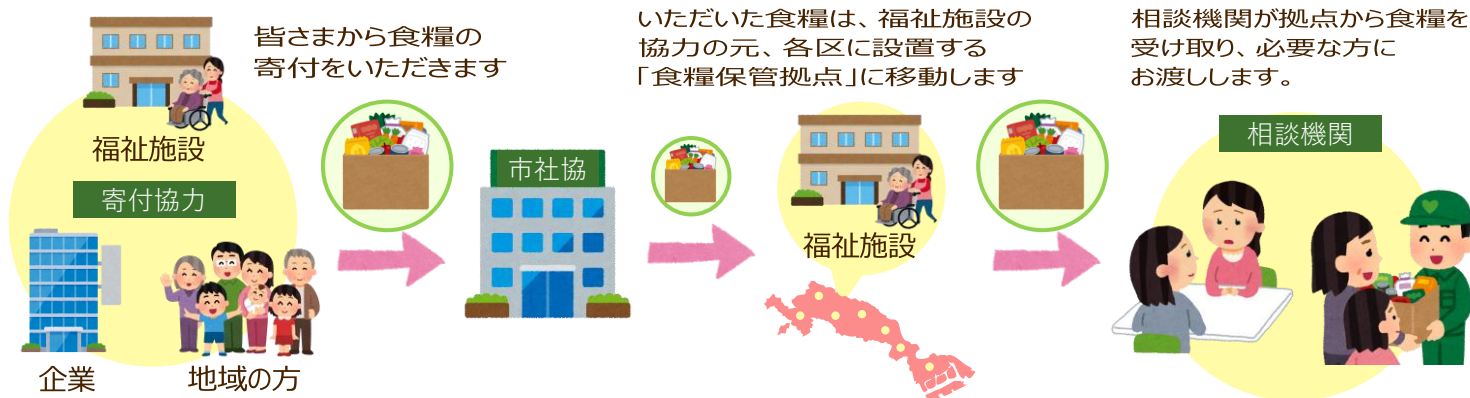 皆さまから食糧の
寄付をいただきます
福祉施設
寄付協力
企業
地域の方
市社協
いただいた食糧は、福祉施設の
協力の元、各区に設置する
「食糧保管拠点」に移動します
福祉施設
相談機関が拠点から食糧を
受け取り、必要な方に
お渡しします。
相談機関